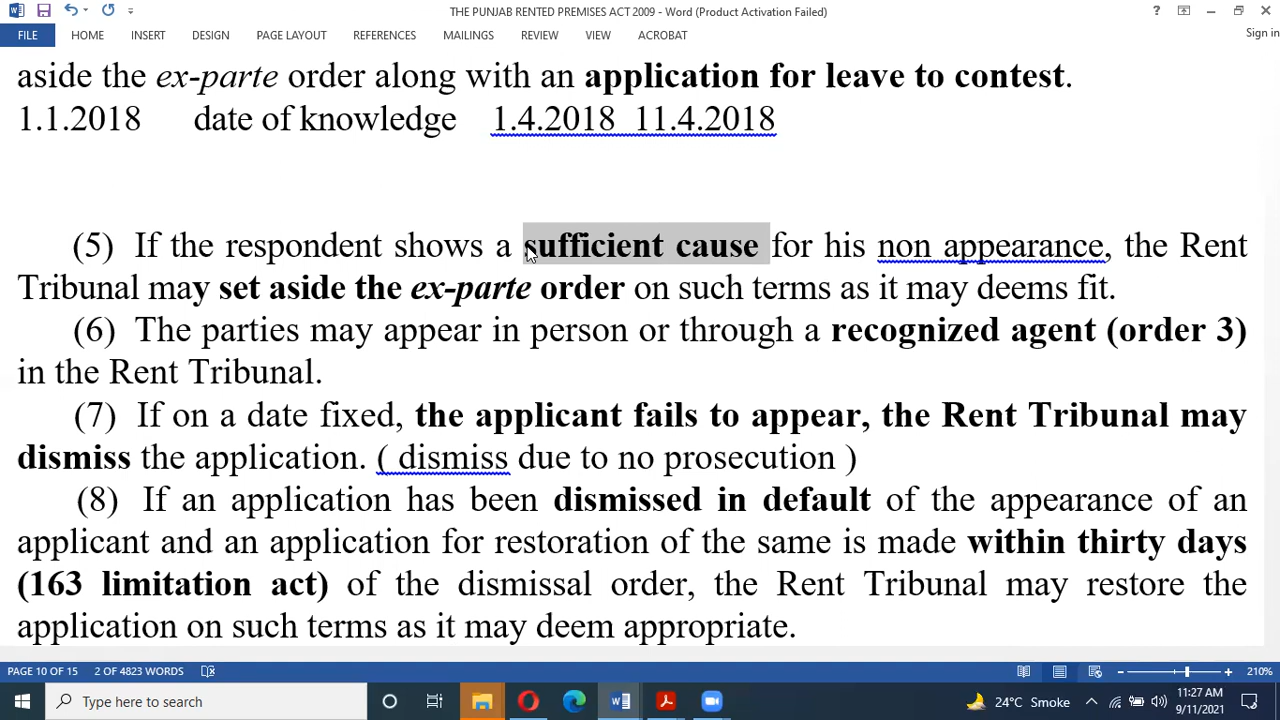 THE PUNJAB RENTED PREMISES ACT 2009 - Word (Product Activation Failed)
FILE HOME INSERT DESIGN PAGE LAYOUT REFERENCES MAILINGS REVIEW VIEW ACROBAT Sign in
aside the ex-parte order along with an application for leave to contest.
1.1.2018 date of knowledge 1.4.2018 11.4.2018
(5) If the respondent shows a sufficient cause for his non appearance, the Rent
Tribunal may set aside the ex-parte order on such terms as it may deems fit.
(6) The parties may appear in person or through a recognized agent (order 3)
in the Rent Tribunal.
(7) If on a date fixed, the applicant fails to appear, the Rent Tribunal may
dismiss the application. ( dismiss due to no prosecution )
(8) If an application has been dismissed in default of the appearance of an
applicant and an application for restoration of the same is made within thirty days
(163 limitation act) of the dismissal order, the Rent Tribunal may restore the
application on such terms as it may deem appropriate.
PAGE 10 OF 15 2 OF 4823 WORDS 210%
Type here to search 24°C Smoke 11:27 AM
9/11/2021